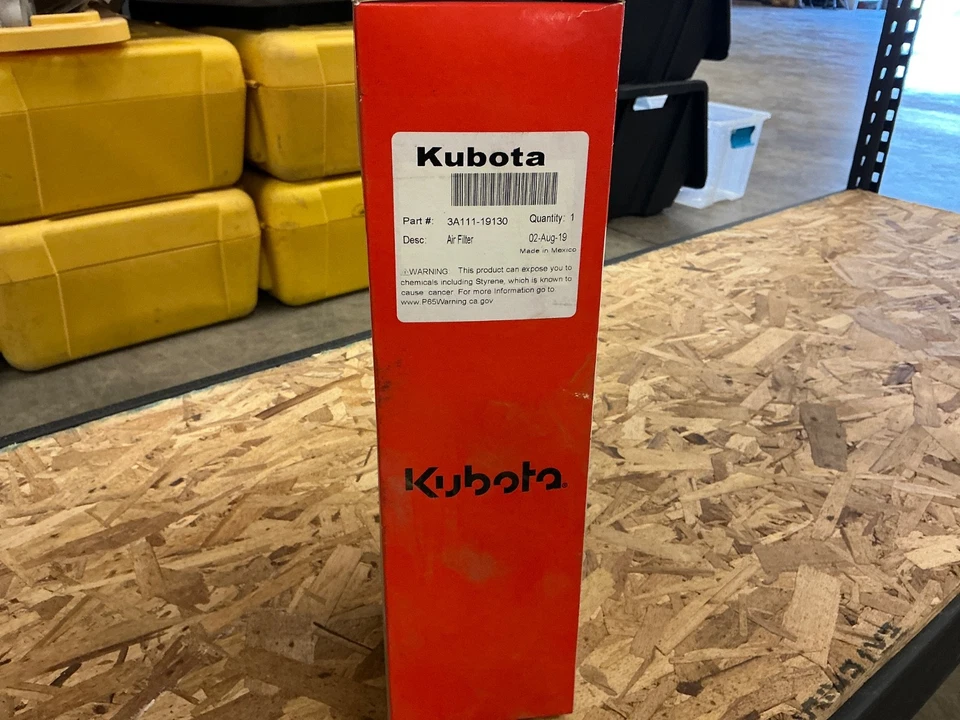 Kubota
Part #: 3A111-19130 Quantity: 1
Desc: Air Filter 02-Aug-19
Made in Mexico
⚠WARNING This product can expose you to
chemicals including Styrene, which is known to
cause cancer. For more Information go to
www.P65Warning.ca.gov
Kubota®